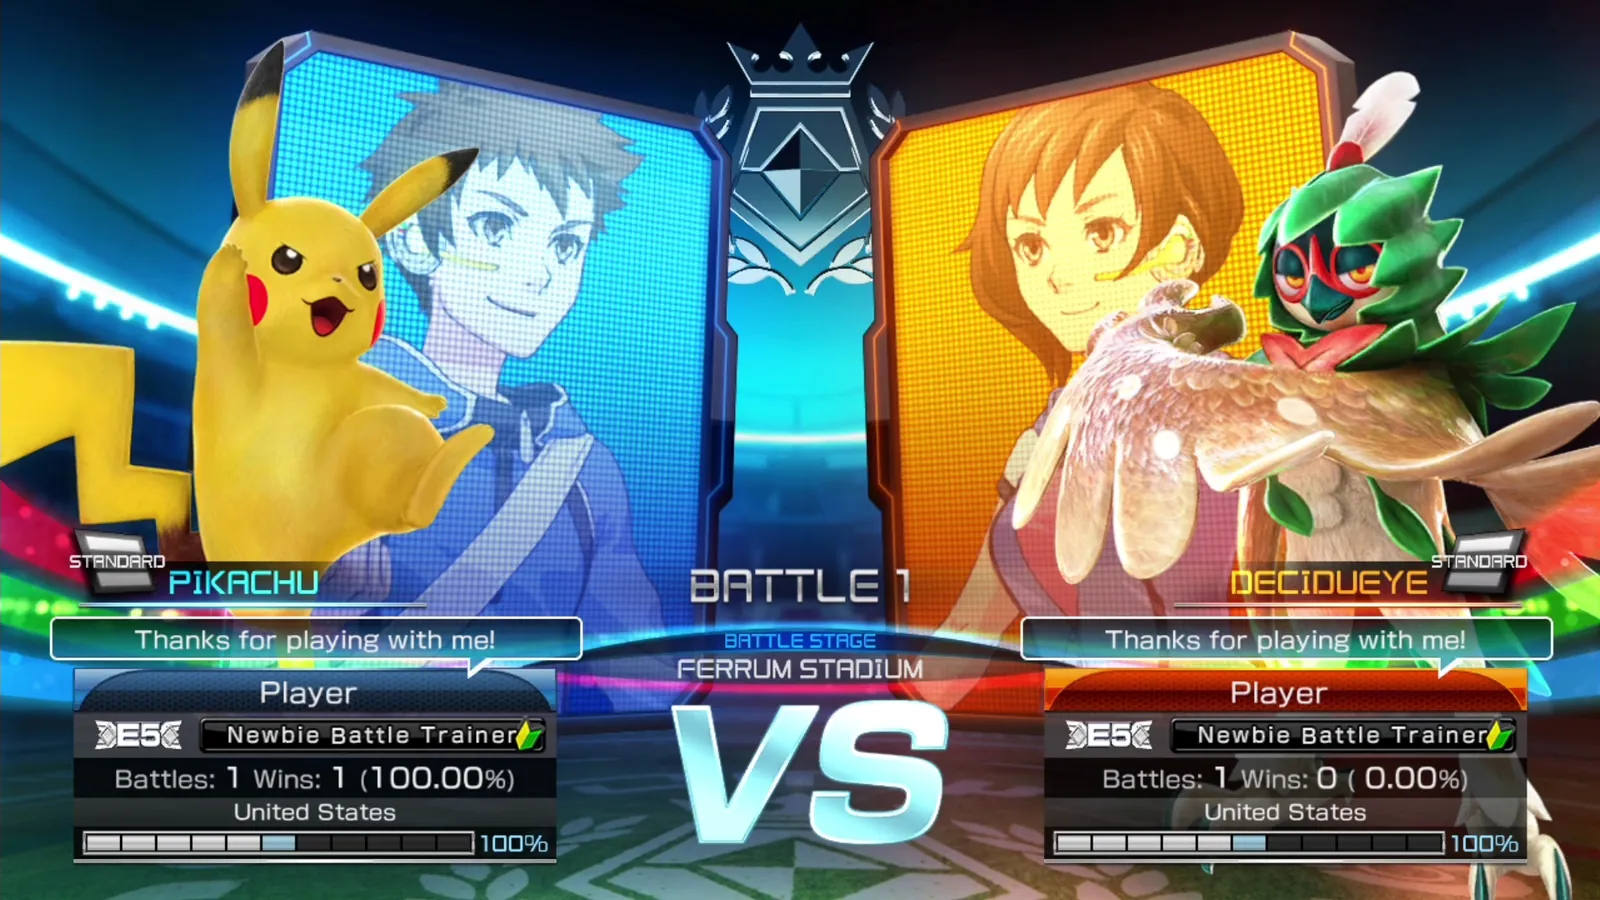 STANDARD
PIKACHU
Thanks for playing with me!
Player
E5
Newbie Battle Trainer
Battles: 1 Wins: 1 (100.00%)
United States
100%
BATTLE 1
BATTLE STAGE
FERRUM STADIUM
VS
STANDARD
DECIDUEYE
Thanks for playing with me!
Player
E5
Newbie Battle Trainer
Battles: 1 Wins: 0 ( 0.00%)
United States
100%